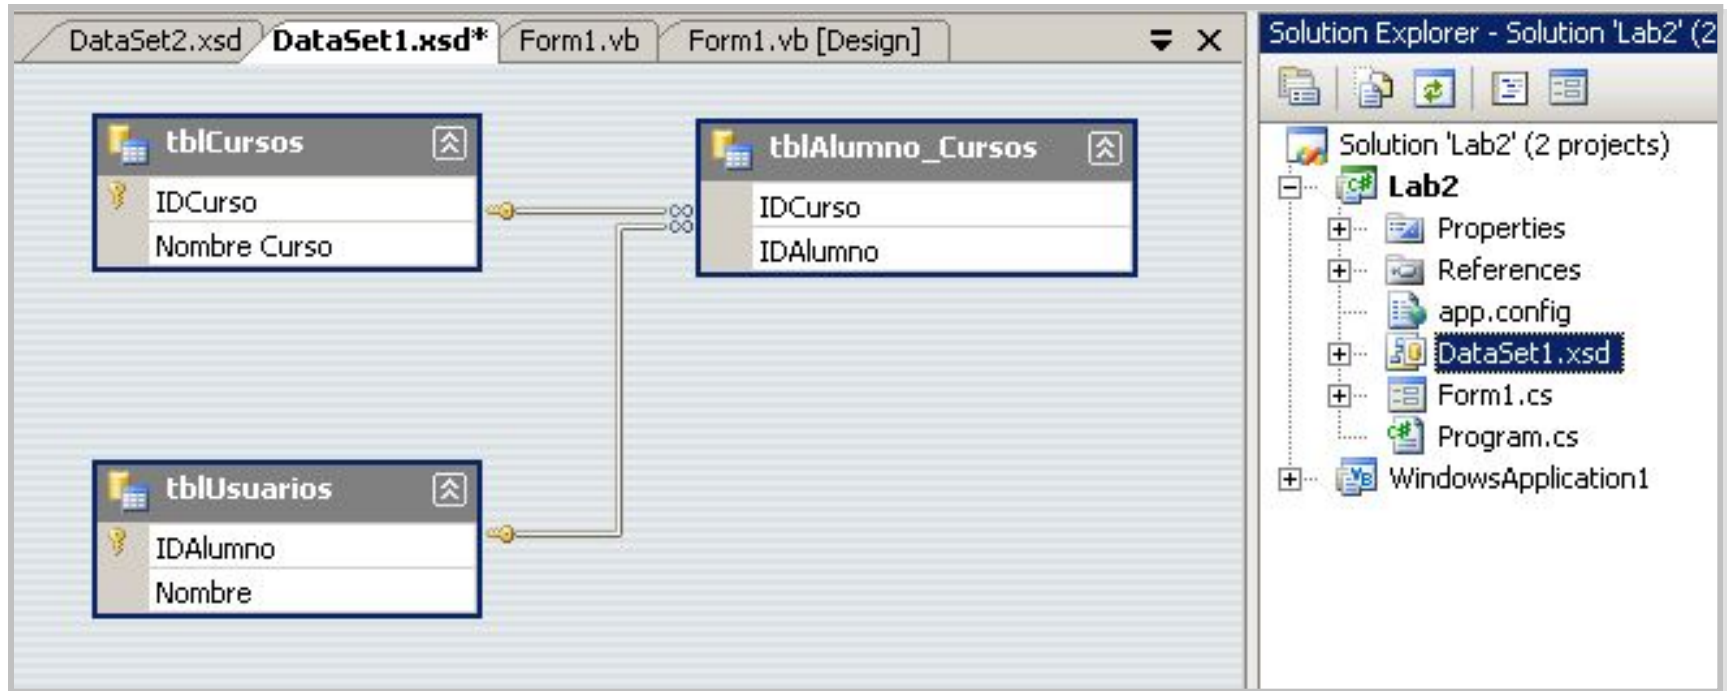 DataSet2.xsd DataSet1.xsd* Form1.vb Form1.vb [Design]
tblCursos
IDCurso
Nombre Curso
tblAlumno_Cursos
IDCurso
IDAlumno
tblUsuarios
IDAlumno
Nombre
Solution Explorer - Solution 'Lab2' (2
Solution 'Lab2' (2 projects)
C# Lab2
Properties
References
app.config
DataSet1.xsd
Form1.cs
C# Program.cs
VB WindowsApplication1